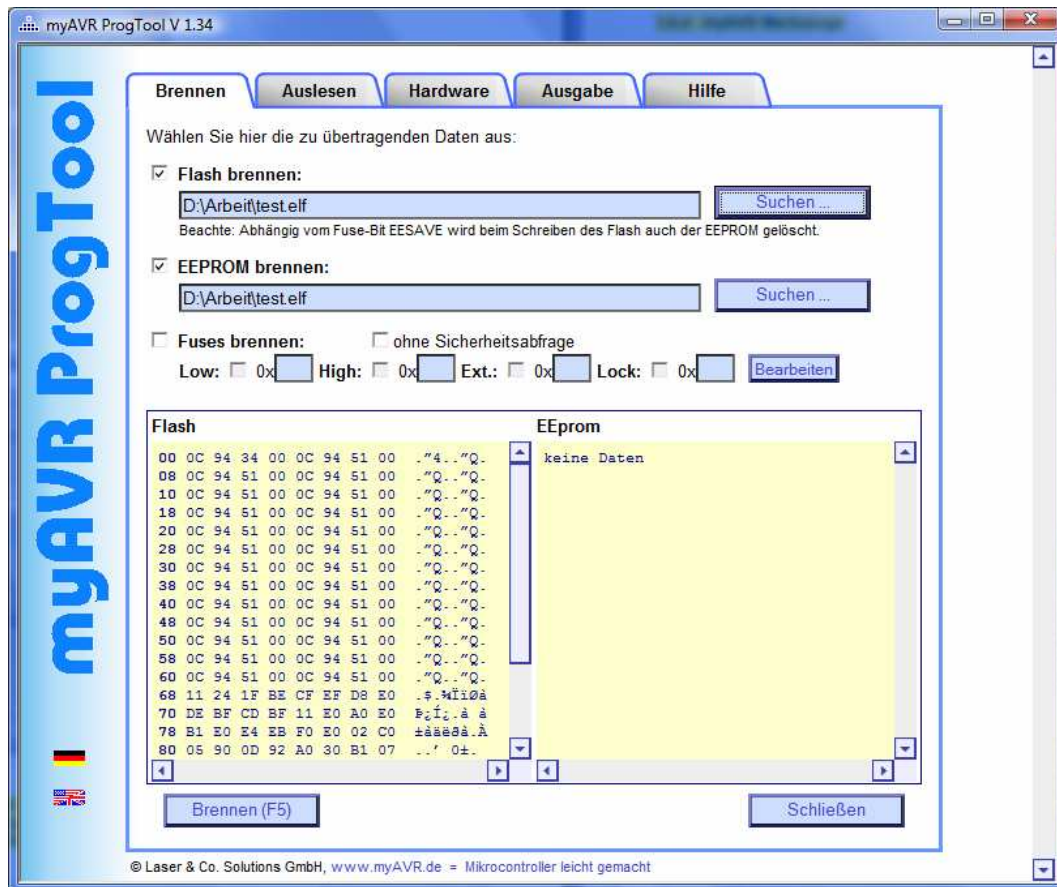 myAVR ProgTool V 1.34
myAVR ProgTool
Brennen Auslesen Hardware Ausgabe Hilfe
Wählen Sie hier die zu übertragenden Daten aus:
Flash brennen:
D:\Arbeit\test.elf Suchen ...
Beachte: Abhängig vom Fuse-Bit EESAVE wird beim Schreiben des Flash auch der EEPROM gelöscht.
EEPROM brennen:
D:\Arbeit\test.elf Suchen ...
Fuses brennen: ohne Sicherheitsabfrage
Low: 0x High: 0x Ext.: 0x Lock: 0x Bearbeiten
Flash
00 0C 94 34 00 0C 94 51 00 .”4..”Q.
08 0C 94 51 00 0C 94 51 00 .”Q..”Q.
10 0C 94 51 00 0C 94 51 00 .”Q..”Q.
18 0C 94 51 00 0C 94 51 00 .”Q..”Q.
20 0C 94 51 00 0C 94 51 00 .”Q..”Q.
28 0C 94 51 00 0C 94 51 00 .”Q..”Q.
30 0C 94 51 00 0C 94 51 00 .”Q..”Q.
38 0C 94 51 00 0C 94 51 00 .”Q..”Q.
40 0C 94 51 00 0C 94 51 00 .”Q..”Q.
48 0C 94 51 00 0C 94 51 00 .”Q..”Q.
50 0C 94 51 00 0C 94 51 00 .”Q..”Q.
58 0C 94 51 00 0C 94 51 00 .”Q..”Q.
60 0C 94 51 00 0C 94 51 00 .”Q..”Q.
68 11 24 1F BE CF EF D8 E0 .$.¾ÏïØà
70 DE BF CD BF 11 E0 A0 E0 Þ¿Í¿.à à
78 B1 E0 E4 EB F0 E0 02 C0 ±àäëðà.À
80 05 90 0D 92 A0 30 B1 07 ..’ 0±.
EEprom
keine Daten
Brennen (F5) Schließen
© Laser & Co. Solutions GmbH, www.myAVR.de = Mikrocontroller leicht gemacht